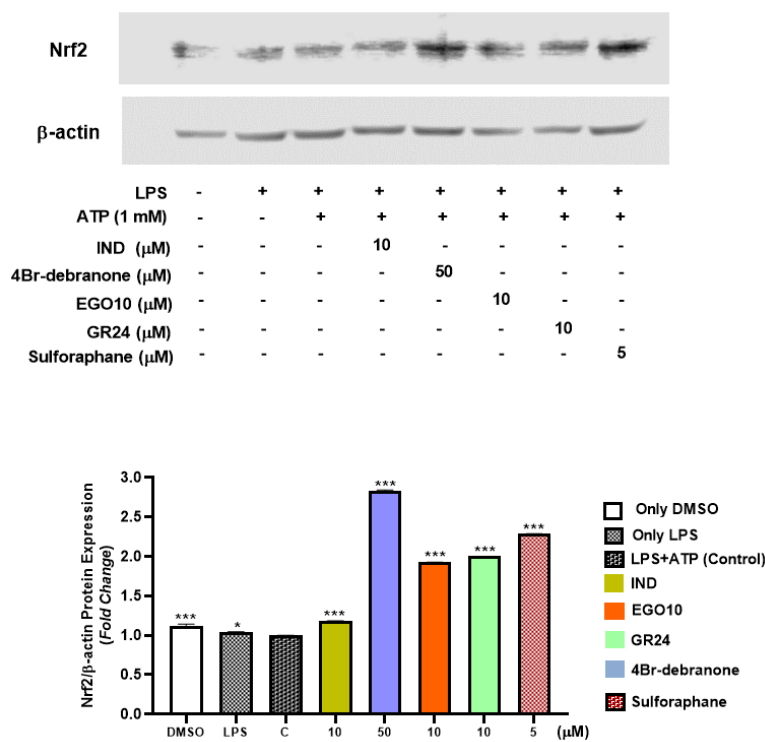 Nrf2
β-actin
LPS - + + + + + + +
ATP (1 mM) - - + + + + + +
IND (μM) - - - 10 - - - -
4Br-debranone (μM) - - - - 50 - - -
EGO10 (μM) - - - - - 10 - -
GR24 (μM) - - - - - - 10 -
Sulforaphane (μM) - - - - - - - 5
Nrf2/β-actin Protein Expression
(Fold Change)
3.0
2.5
2.0
1.5
1.0
0.5
0.0
*** * *** *** *** *** ***
DMSO LPS C 10 50 10 10 5 (μM)
Only DMSO
Only LPS
LPS+ATP (Control)
IND
EGO10
GR24
4Br-debranone
Sulforaphane